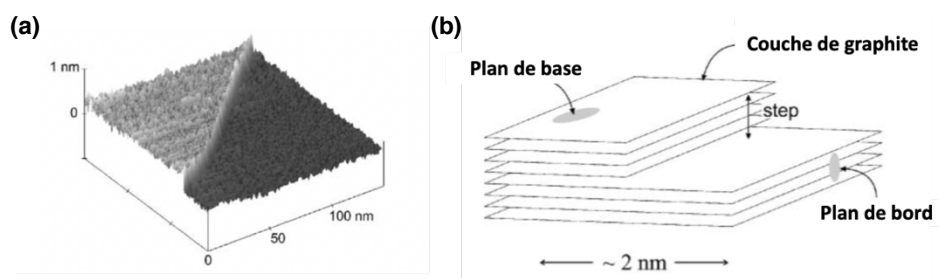 (a)
1 nm
0
0
50
100 nm
(b)
Couche de graphite
Plan de base
step
Plan de bord
~ 2 nm